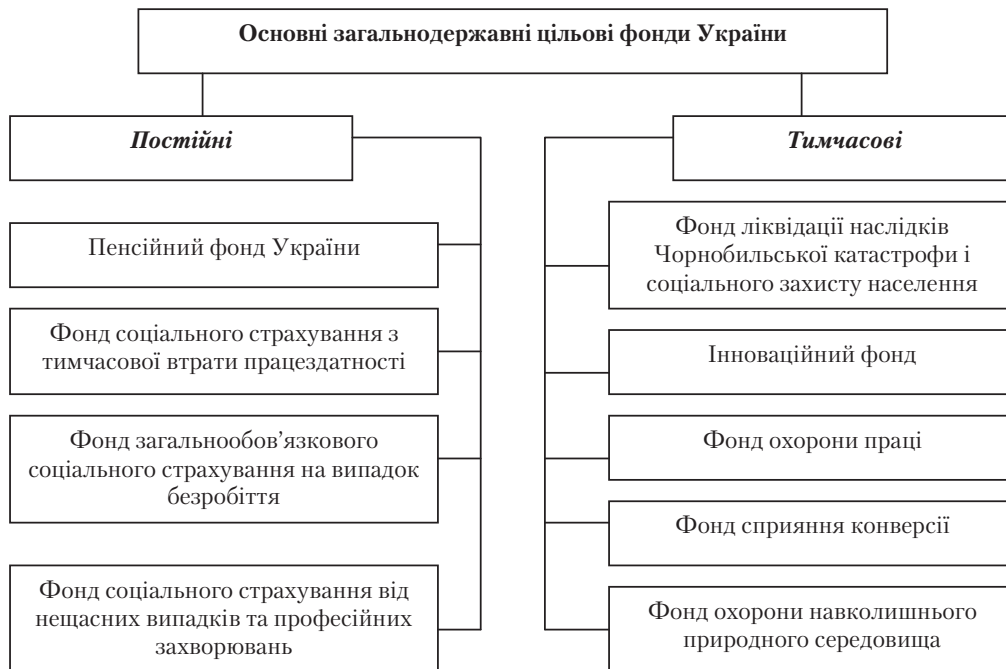 Основні загальнодержавні цільові фонди України
Постійні
Пенсійний фонд України
Фонд соціального страхування з
тимчасової втрати працездатності
Фонд загальнообов’язкового
соціального страхування на випадок
безробіття
Фонд соціального страхування від
нещасних випадків та професійних
захворювань
Тимчасові
Фонд ліквідації наслідків
Чорнобильської катастрофи і
соціального захисту населення
Інноваційний фонд
Фонд охорони праці
Фонд сприяння конверсії
Фонд охорони навколишнього
природного середовища